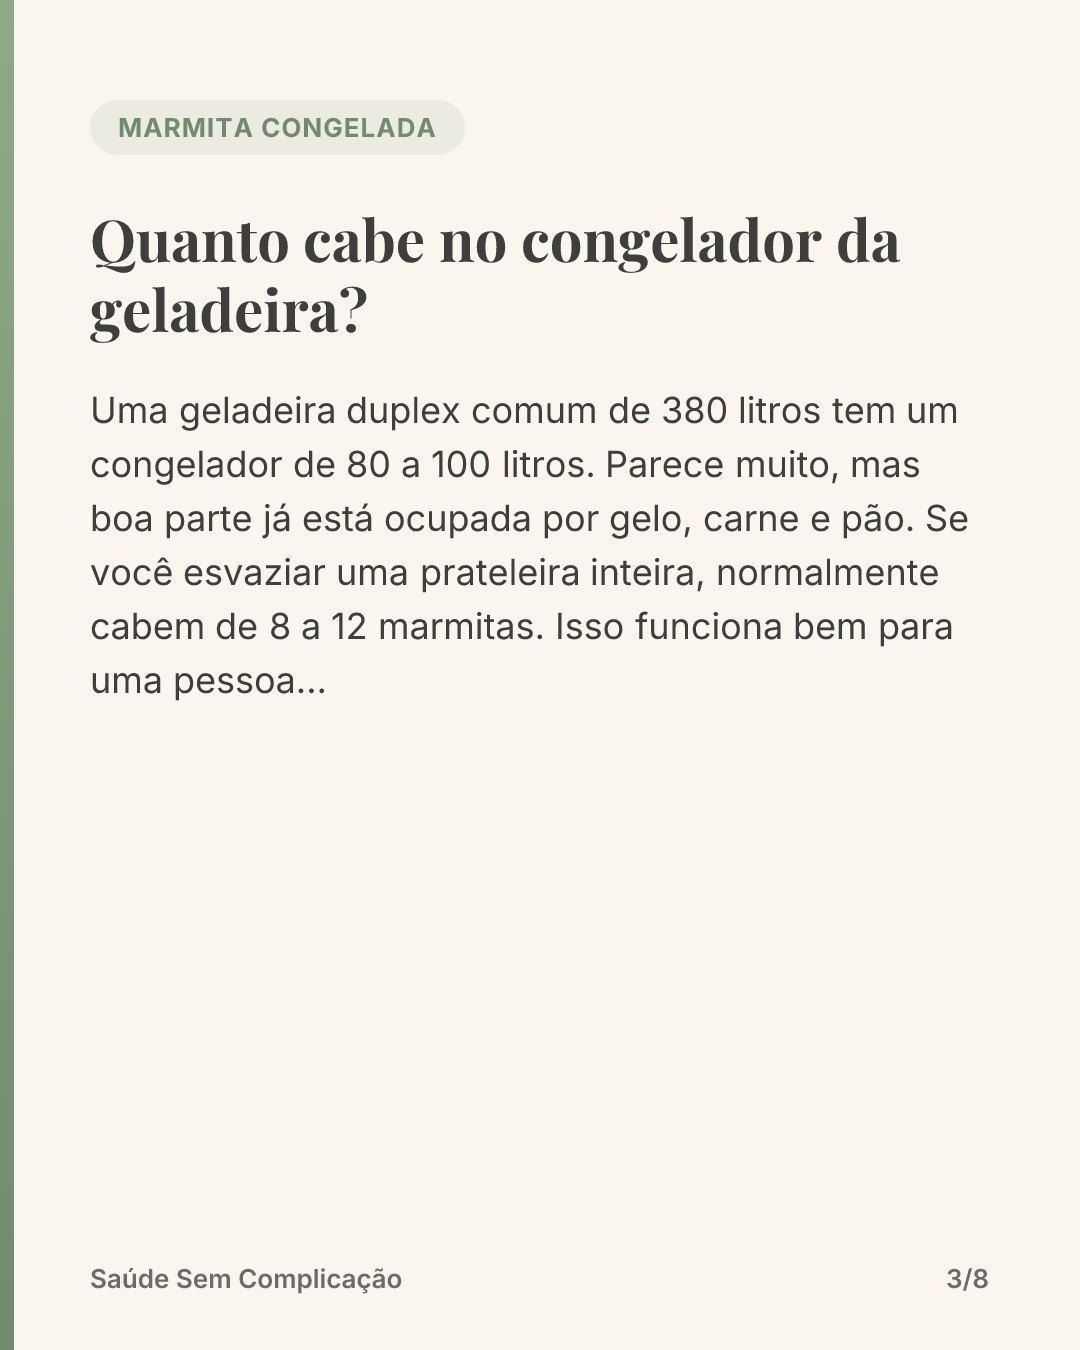 MARMITA CONGELADA
Quanto cabe no congelador da
geladeira?
Uma geladeira duplex comum de 380 litros tem um
congelador de 80 a 100 litros. Parece muito, mas
boa parte já está ocupada por gelo, carne e pão. Se
você esvaziar uma prateleira inteira, normalmente
cabem de 8 a 12 marmitas. Isso funciona bem para
uma pessoa...
Saúde Sem Complicação
3/8